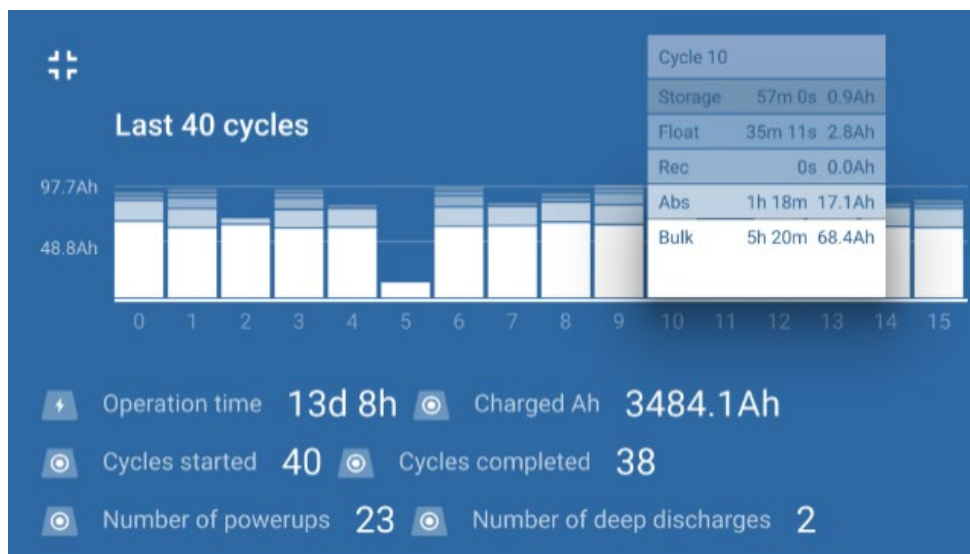 Cycle 10
Storage 57m 0s 0.9Ah
Last 40 cycles
Float 35m 11s 2.8Ah
Rec 0s 0.0Ah
97.7Ah
Abs 1h 18m 17.1Ah
Bulk 5h 20m 68.4Ah
48.8Ah
0 1 2 3 4 5 6 7 8 9 10 11 12 13 14 15
Operation time 13d 8h Charged Ah 3484.1Ah
Cycles started 40 Cycles completed 38
Number of powerups 23 Number of deep discharges 2